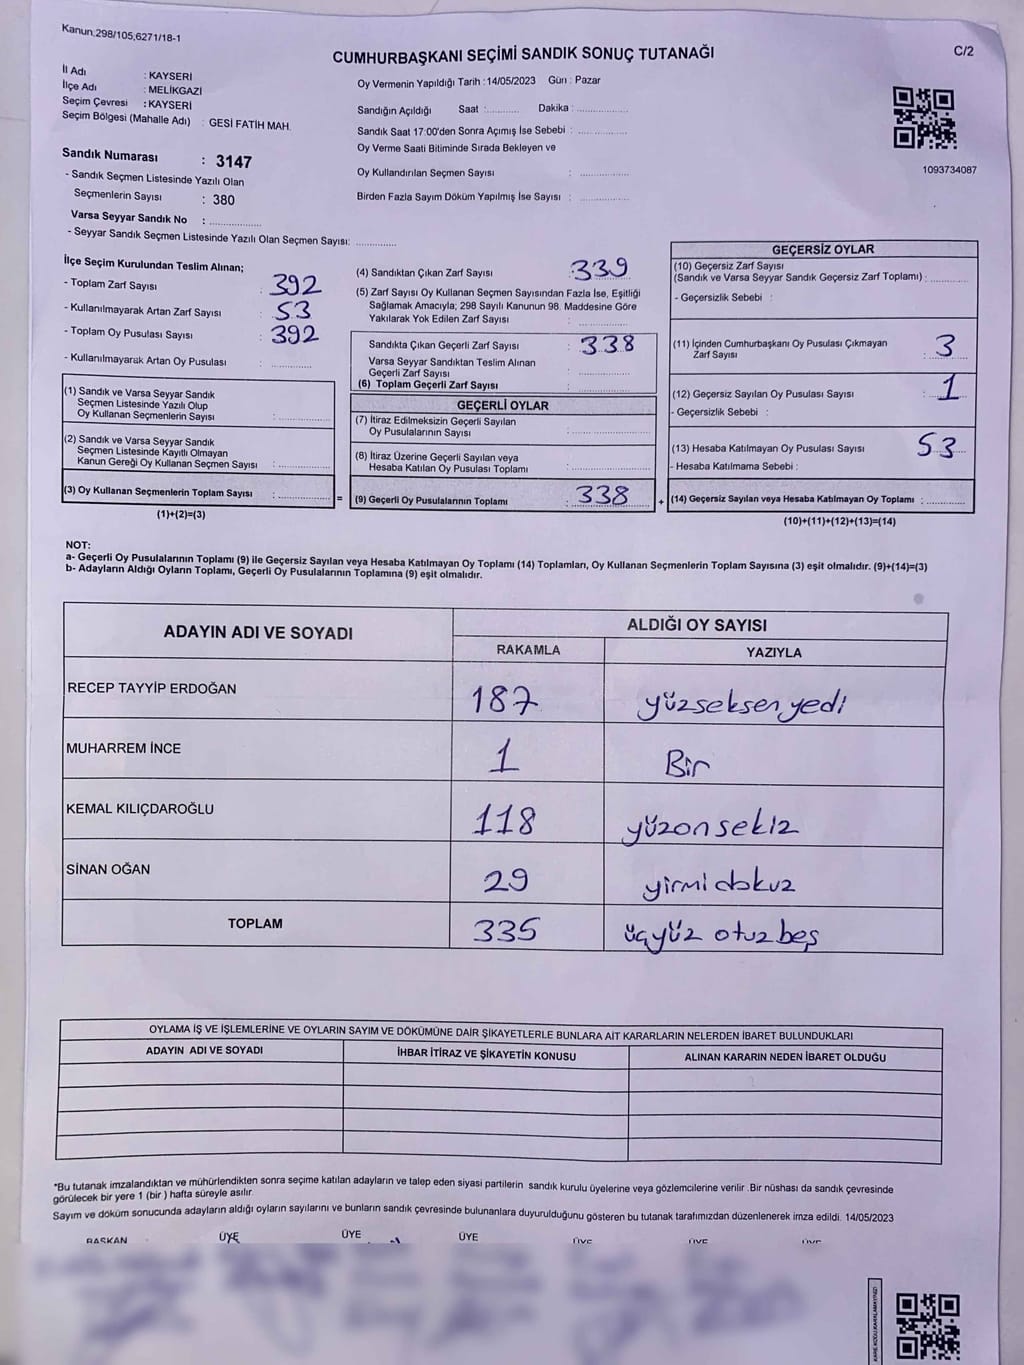 Kanun,298/105,6271/18-1
CUMHURBAŞKANI SEÇİMİ SANDIK SONUÇ TUTANAĞI
C/2
İl Adı : KAYSERİ
İlçe Adı : MELİKGAZİ
Seçim Çevresi : KAYSERİ
Seçim Bölgesi (Mahalle Adı) : GESİ FATİH MAH.
Sandık Numarası : 3147
- Sandık Seçmen Listesinde Yazılı Olan
Seçmenlerin Sayısı : 380
Varsa Seyyar Sandık No : ..................
- Seyyar Sandık Seçmen Listesinde Yazılı Olan Seçmen Sayısı: .............
Oy Vermenin Yapıldığı Tarih : 14/05/2023 Gün : Pazar
Sandığın Açıldığı Saat :........... Dakika : .................
Sandık Saat 17:00'den Sonra Açımış İse Sebebi : .................
Oy Verme Saati Bitiminde Sırada Bekleyen ve
Oy Kullandırılan Seçmen Sayısı : .................
Birden Fazla Sayım Döküm Yapılmış İse Sayısı : .................
1093734087
İlçe Seçim Kurulundan Teslim Alınan;
- Toplam Zarf Sayısı : 392
- Kullanılmayarak Artan Zarf Sayısı : 53
- Toplam Oy Pusulası Sayısı : 392
- Kullanılmayarak Artan Oy Pusulası : .............
(1) Sandık ve Varsa Seyyar Sandık
Seçmen Listesinde Yazılı Olup
Oy Kullanan Seçmenlerin Sayısı : .................
(2) Sandık ve Varsa Seyyar Sandık
Seçmen Listesinde Kayıtlı Olmayan
Kanun Gereği Oy Kullanan Seçmen Sayısı : .................
(3) Oy Kullanan Seçmenlerin Toplam Sayısı : .................
(1)+(2)=(3)
=
(4) Sandıktan Çıkan Zarf Sayısı : 339
(5) Zarf Sayısı Oy Kullanan Seçmen Sayısından Fazla İse, Eşitliği
Sağlamak Amacıyla; 298 Sayılı Kanunun 98. Maddesine Göre
Yakılarak Yok Edilen Zarf Sayısı : .................
Sandıkta Çıkan Geçerli Zarf Sayısı : 338
Varsa Seyyar Sandıktan Teslim Alınan
Geçerli Zarf Sayısı : .................
(6) Toplam Geçerli Zarf Sayısı : .................
GEÇERLİ OYLAR
(7) İtiraz Edilmeksizin Geçerli Sayılan
Oy Pusulalarının Sayısı : .................
(8) İtiraz Üzerine Geçerli Sayılan veya
Hesaba Katılan Oy Pusulası Toplamı : .................
(9) Geçerli Oy Pusulalarının Toplamı : 338
+
GEÇERSİZ OYLAR
(10) Geçersiz Zarf Sayısı
(Sandık ve Varsa Seyyar Sandık Geçersiz Zarf Toplamı) : .............
- Geçersizlik Sebebi :
(11) İçinden Cumhurbaşkanı Oy Pusulası Çıkmayan
Zarf Sayısı : 3
(12) Geçersiz Sayılan Oy Pusulası Sayısı : 1
- Geçersizlik Sebebi :
(13) Hesaba Katılmayan Oy Pusulası Sayısı : 53
- Hesaba Katılmama Sebebi :
(14) Geçersiz Sayılan veya Hesaba Katılmayan Oy Toplamı : .............
(10)+(11)+(12)+(13)=(14)
NOT:
a- Geçerli Oy Pusulalarının Toplamı (9) ile Geçersiz Sayılan veya Hesaba Katılmayan Oy Toplamı (14) Toplamları, Oy Kullanan Seçmenlerin Toplam Sayısına (3) eşit olmalıdır. (9)+(14)=(3)
b- Adayların Aldığı Oyların Toplamı, Geçerli Oy Pusulalarının Toplamına (9) eşit olmalıdır.
ADAYIN ADI VE SOYADI ALDIĞI OY SAYISI
RAKAMLA YAZIYLA
RECEP TAYYİP ERDOĞAN 187 yüzseksenyedi
MUHARREM İNCE 1 Bir
KEMAL KILIÇDAROĞLU 118 yüzonsekiz
SİNAN OĞAN 29 yirmidokuz
TOPLAM 335 üçyüz otuzbeş
OYLAMA İŞ VE İŞLEMLERİNE VE OYLARIN SAYIM VE DÖKÜMÜNE DAİR ŞİKAYETLERLE BUNLARA AİT KARARLARIN NELERDEN İBARET BULUNDUKLARI
ADAYIN ADI VE SOYADI İHBAR İTİRAZ VE ŞİKAYETİN KONUSU ALINAN KARARIN NEDEN İBARET OLDUĞU
*Bu tutanak imzalandıktan ve mühürlendikten sonra seçime katılan adayların ve talep eden siyasi partilerin sandık kurulu üyelerine veya gözlemcilerine verilir .Bir nüshası da sandık çevresinde
görülecek bir yere 1 (bir ) hafta süreyle asılır.
Sayım ve döküm sonucunda adayların aldığı oyların sayılarını ve bunların sandık çevresinde bulunanlara duyurulduğunu gösteren bu tutanak tarafımızdan düzenlenerek imza edildi. 14/05/2023
BAŞKAN ÜYE ÜYE ÜYE ÜYE ÜYE ÜYE